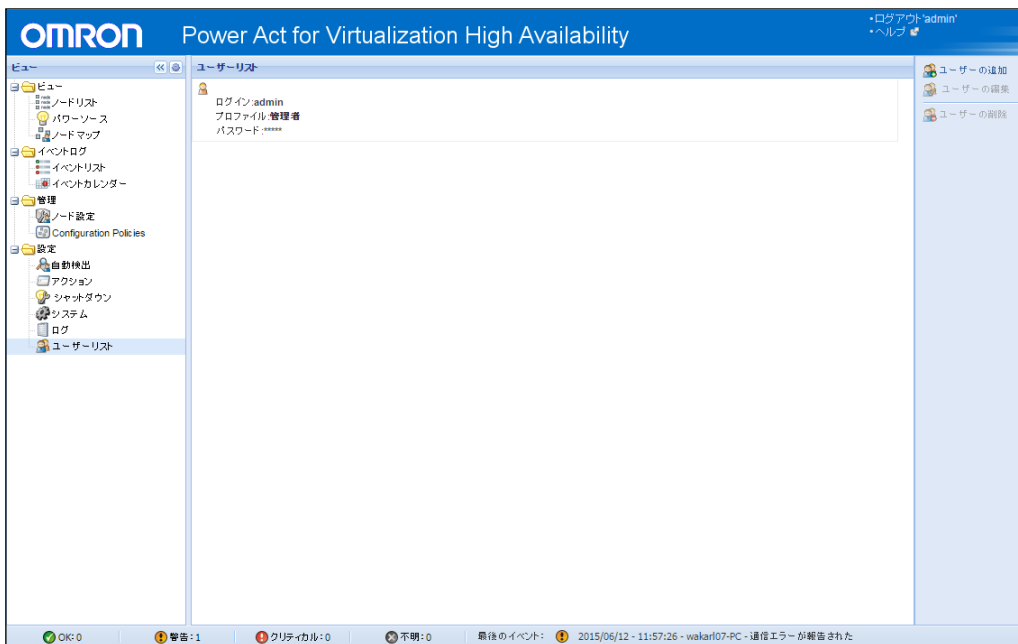 OMRON Power Act for Virtualization High Availability
・ログアウト'admin'
・ヘルプ
ビュー
ビュー
ノードリスト
パワーソース
ノードマップ
イベントログ
イベントリスト
イベントカレンダー
管理
ノード設定
Configuration Policies
設定
自動検出
アクション
シャットダウン
システム
ログ
ユーザーリスト
ユーザーリスト
ログイン:admin
プロファイル:管理者
パスワード:*****
ユーザーの追加
ユーザーの編集
ユーザーの削除
OK:0 警告:1 クリティカル:0 不明:0 最後のイベント: 2015/06/12 - 11:57:26 - wakarl07-PC - 通信エラーが報告された